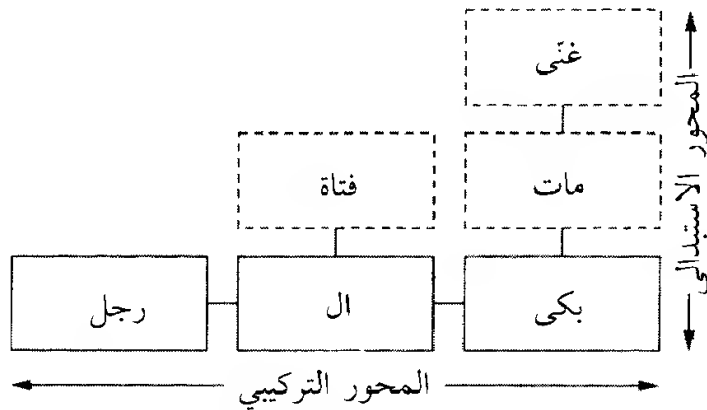 غنّى
فتاة
مات
بكى
ال
رجل
المحور التركيبي
المحور الاستبدالي